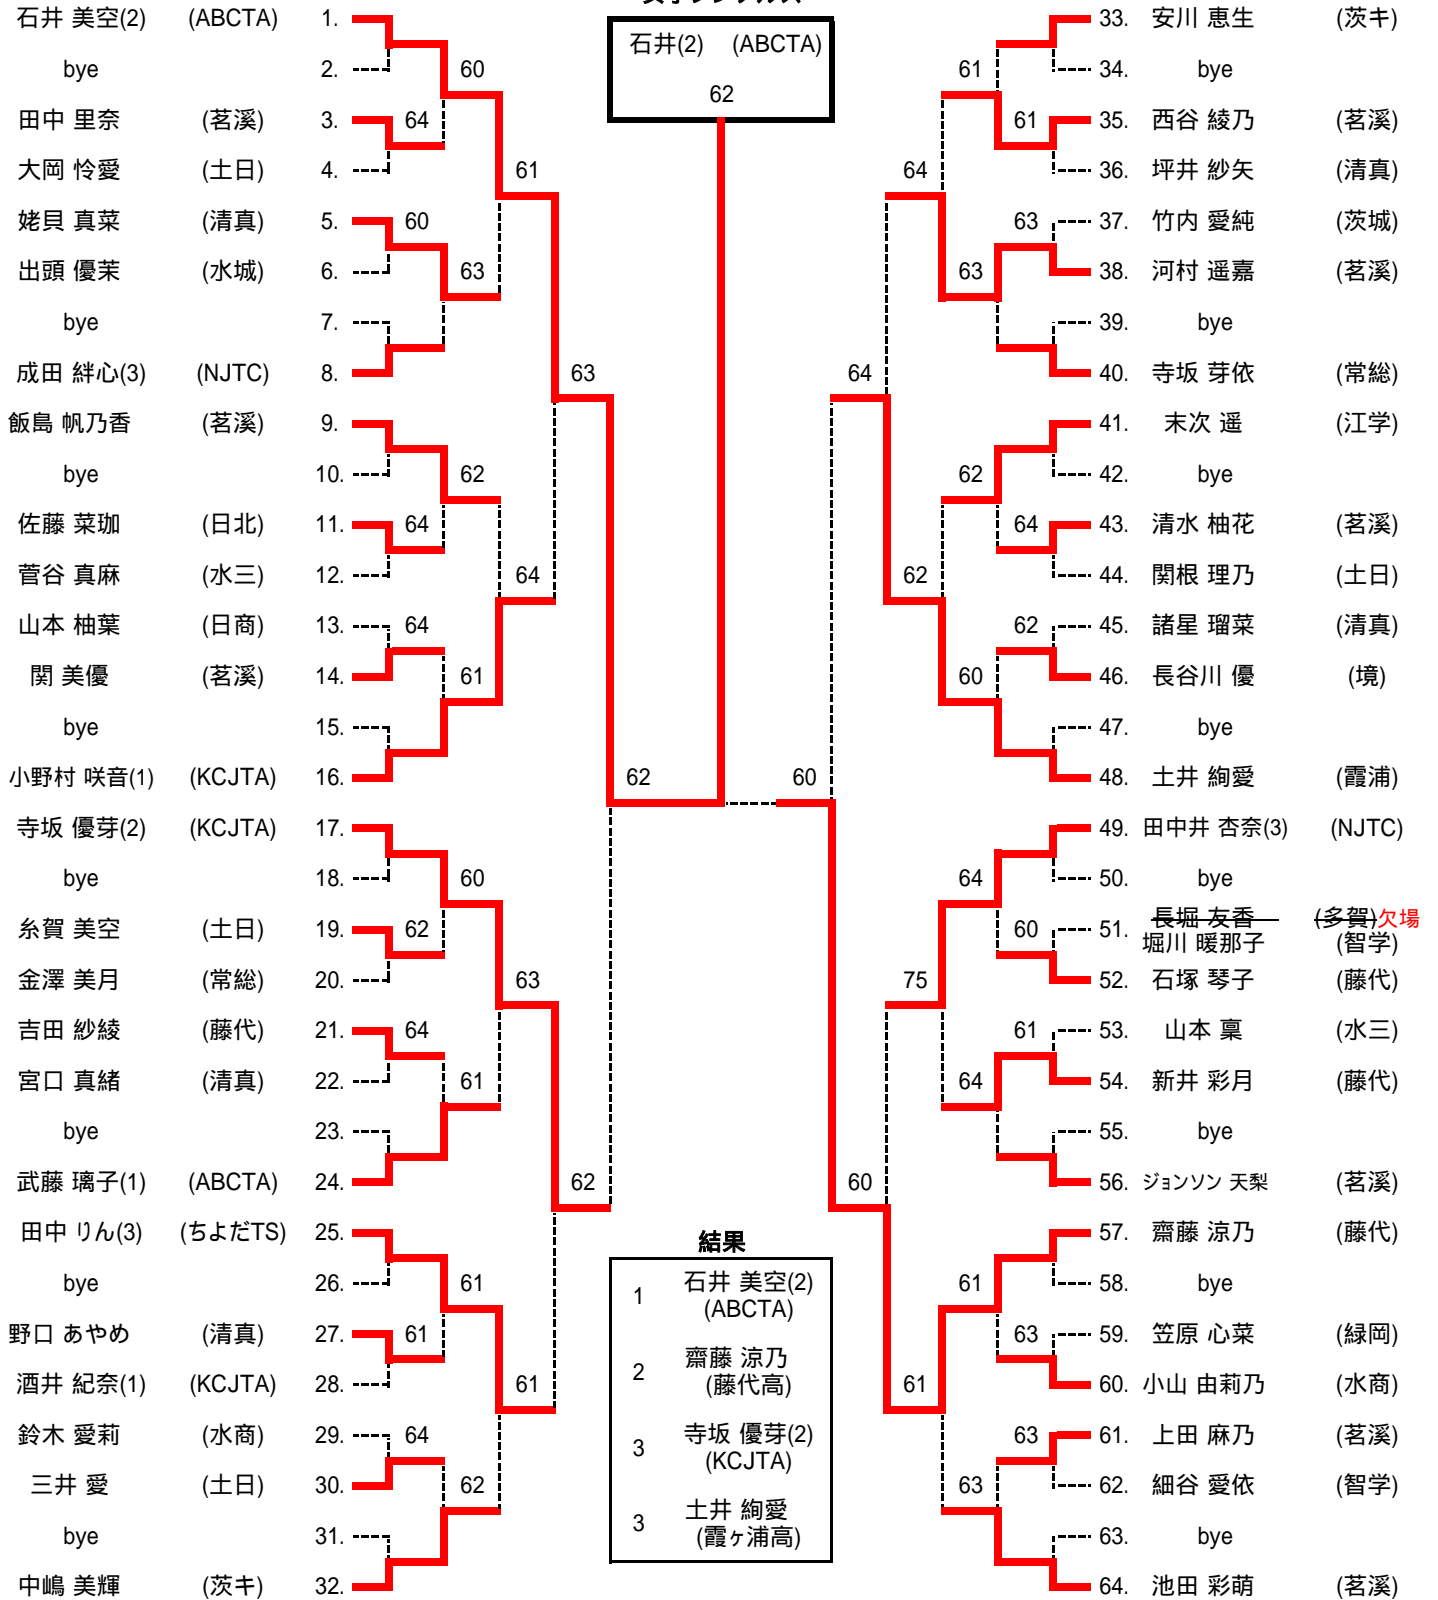 石井 美空(2) (ABCTA) 1.
bye 2.
田中 里奈 (茗溪) 3.
大岡 怜愛 (土日) 4.
姥貝 真菜 (清真) 5.
出頭 優茉 (水城) 6.
bye 7.
成田 絆心(3) (NJTC) 8.
飯島 帆乃香 (茗溪) 9.
bye 10.
佐藤 菜珈 (日北) 11.
菅谷 真麻 (水三) 12.
山本 柚葉 (日商) 13.
関 美優 (茗溪) 14.
bye 15.
小野村 咲音(1) (KCJTA) 16.
寺坂 優芽(2) (KCJTA) 17.
bye 18.
糸賀 美空 (土日) 19.
金澤 美月 (常総) 20.
吉田 紗綾 (藤代) 21.
宮口 真緒 (清真) 22.
bye 23.
武藤 璃子(1) (ABCTA) 24.
田中 りん(3) (ちよだTS) 25.
bye 26.
野口 あやめ (清真) 27.
酒井 紀奈(1) (KCJTA) 28.
鈴木 愛莉 (水商) 29.
三井 愛 (土日) 30.
bye 31.
中嶋 美輝 (茨キ) 32.
64
60
64
64
62
64
61
64
60
63
62
61
60
61
61
62
61
64
63
61
63
62
62
石井(2) (ABCTA)
62
結果
1 石井 美空(2)
(ABCTA)
2 齋藤 涼乃
(藤代高)
3 寺坂 優芽(2)
(KCJTA)
3 土井 絢愛
(霞ヶ浦高)
60
64
60
64
62
75
61
61
63
62
60
64
64
61
63
61
63
64
62
60
61
63
63
33. 安川 恵生 (茨キ)
34. bye
35. 西谷 綾乃 (茗溪)
36. 坪井 紗矢 (清真)
37. 竹内 愛純 (茨城)
38. 河村 遥嘉 (茗溪)
39. bye
40. 寺坂 芽依 (常総)
41. 末次 遥 (江学)
42. bye
43. 清水 柚花 (茗溪)
44. 関根 理乃 (土日)
45. 諸星 瑠菜 (清真)
46. 長谷川 優 (境)
47. bye
48. 土井 絢愛 (霞浦)
49. 田中井 杏奈(3) (NJTC)
50. bye
51. 長堀 友香 (多賀)欠場
堀川 暖那子 (智学)
52. 石塚 琴子 (藤代)
53. 山本 稟 (水三)
54. 新井 彩月 (藤代)
55. bye
56. ジョンソン 天梨 (茗溪)
57. 齋藤 涼乃 (藤代)
58. bye
59. 笠原 心菜 (緑岡)
60. 小山 由莉乃 (水商)
61. 上田 麻乃 (茗溪)
62. 細谷 愛依 (智学)
63. bye
64. 池田 彩萌 (茗溪)